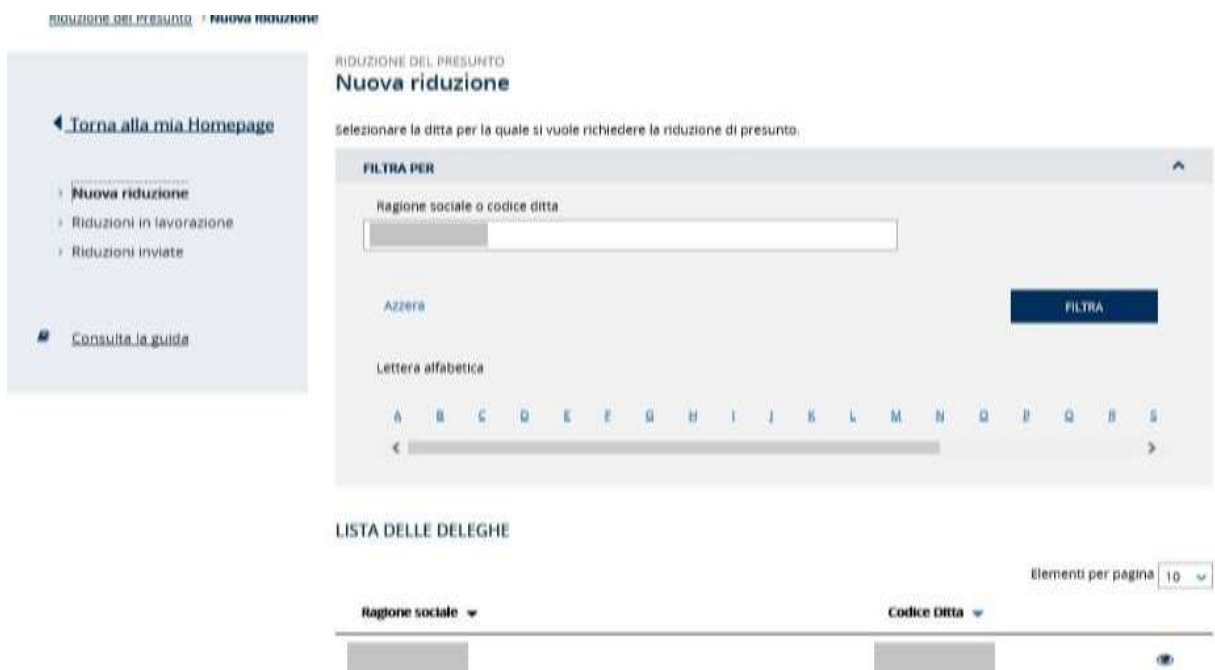 Riduzione del Presunto › Nuova Riduzione
Torna alla mia Homepage
Nuova riduzione
Riduzioni in lavorazione
Riduzioni inviate
Consulta la guida
RIDUZIONE DEL PRESUNTO
Nuova riduzione
Selezionare la ditta per la quale si vuole richiedere la riduzione di presunto.
FILTRA PER
Ragione sociale o codice ditta
Azzera
FILTRA
Lettera alfabetica
A B C D E F G H I J K L M N O P Q R S
LISTA DELLE DELEGHE
Elementi per pagina 10
Ragione sociale Codice Ditta